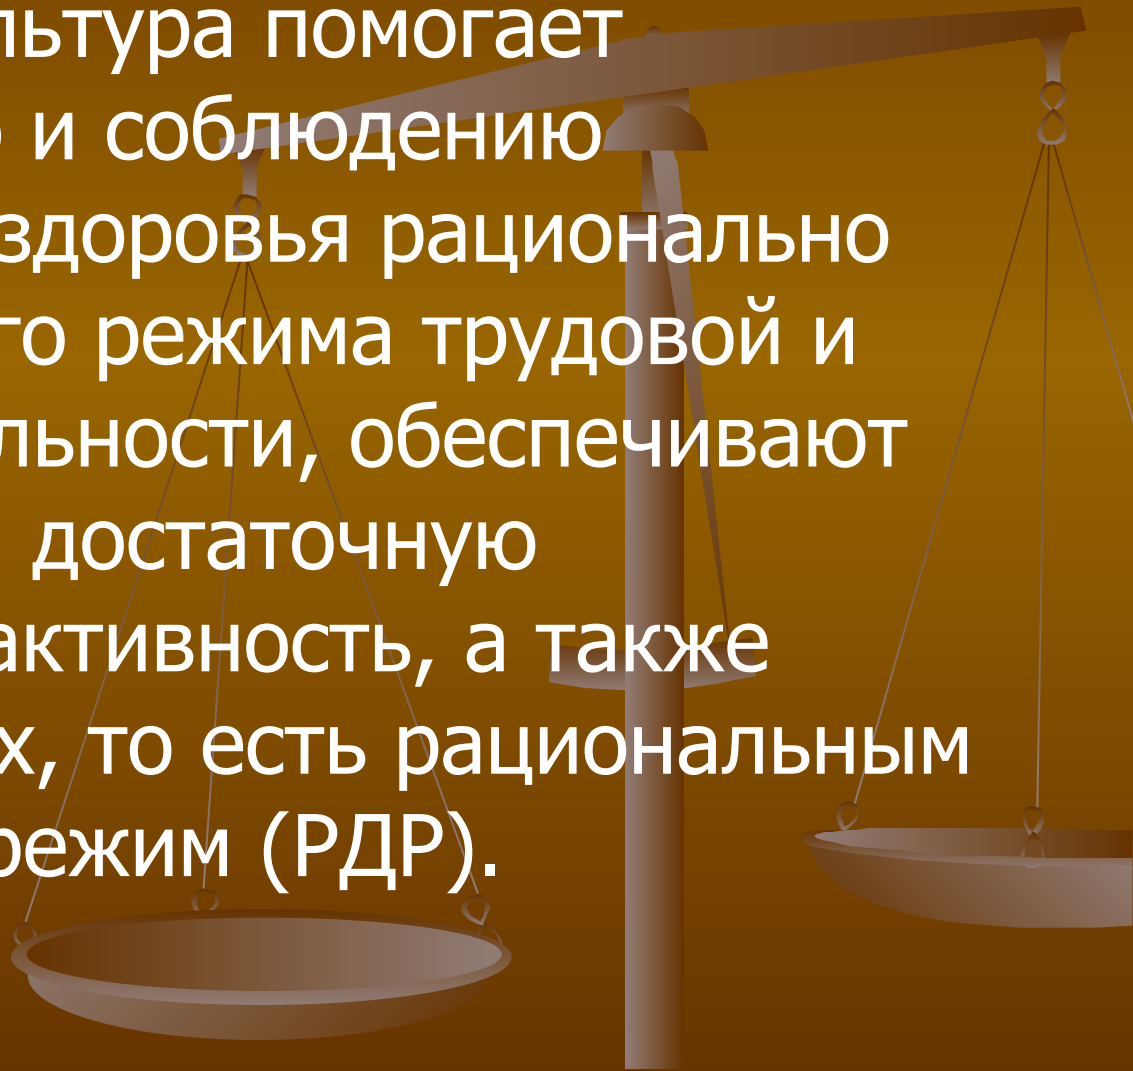 льтура помогает
и соблюдению
здоровья рационально
го режима трудовой и
льности, обеспечивают
достаточную
активность, а также
х, то есть рациональным
режим (РДР).